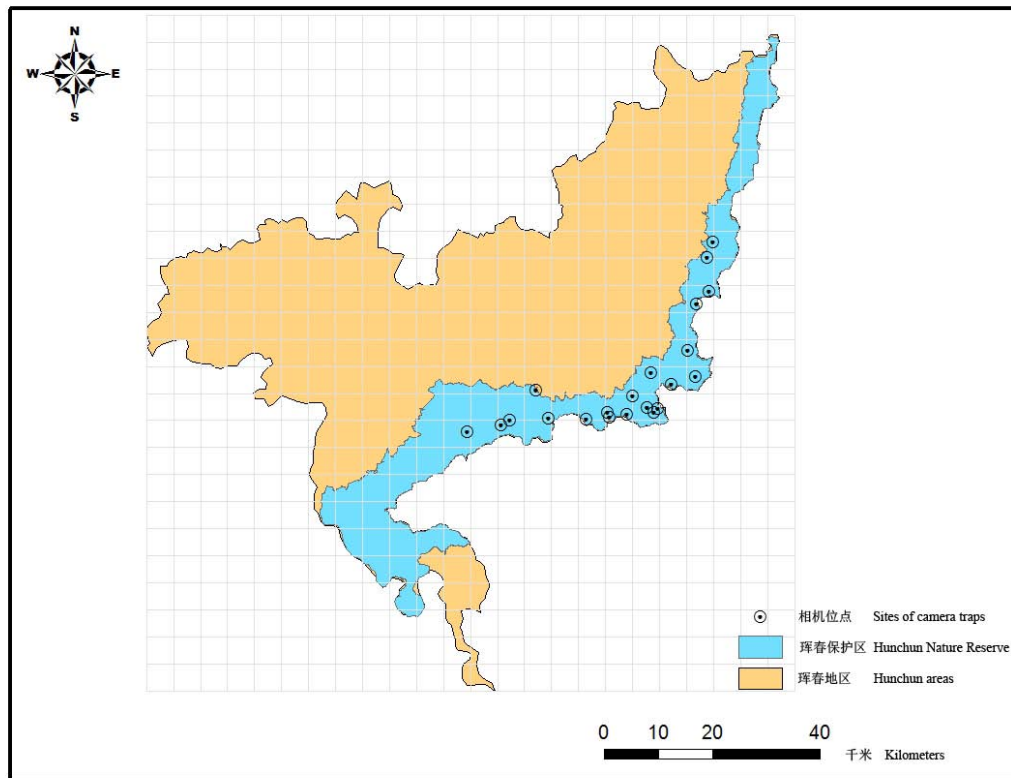 N
W E
S
相机位点 Sites of camera traps
珲春保护区 Hunchun Nature Reserve
珲春地区 Hunchun areas
0 10 20 40
千米 Kilometers